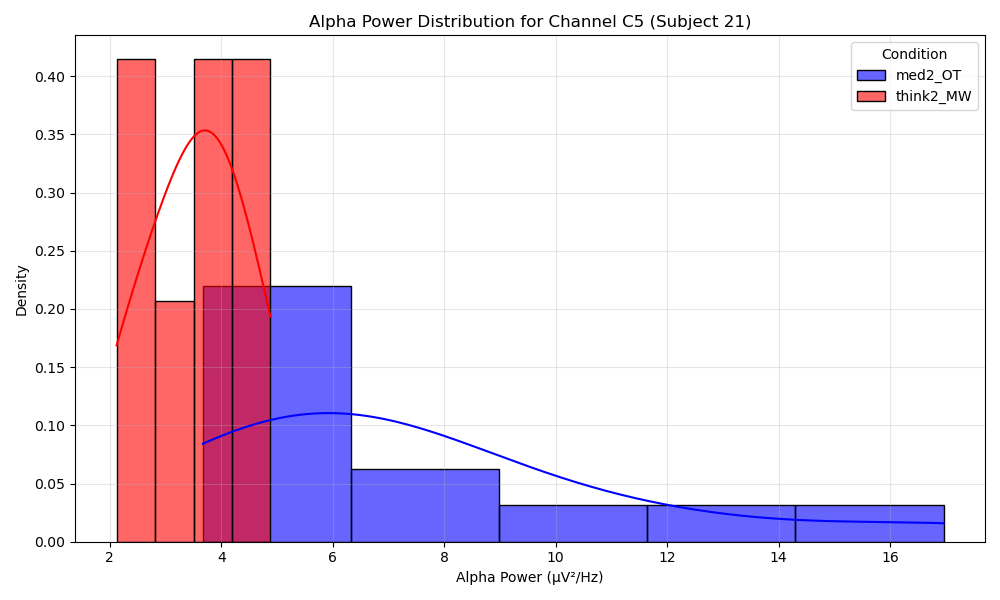 Alpha Power Distribution for Channel C5 (Subject 21)
Condition
med2_OT
think2_MW
Density
0.40
0.35
0.30
0.25
0.20
0.15
0.10
0.05
0.00
2 4 6 8 10 12 14 16
Alpha Power (µV²/Hz)